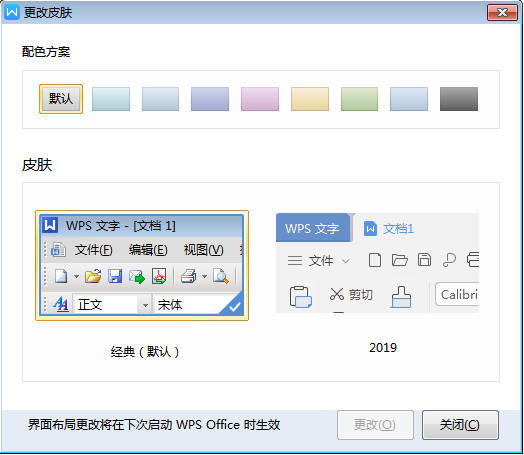 更改皮肤
配色方案
默认
皮肤
WPS 文字 - [文档 1]
文件(F) 编辑(E) 视图(V)
正文 宋体
WPS 文字 文档1
文件
剪切 Calibri
经典 ( 默认 )
2019
界面布局更改将在下次启动 WPS Office 时生效 更改(O) 关闭(C)